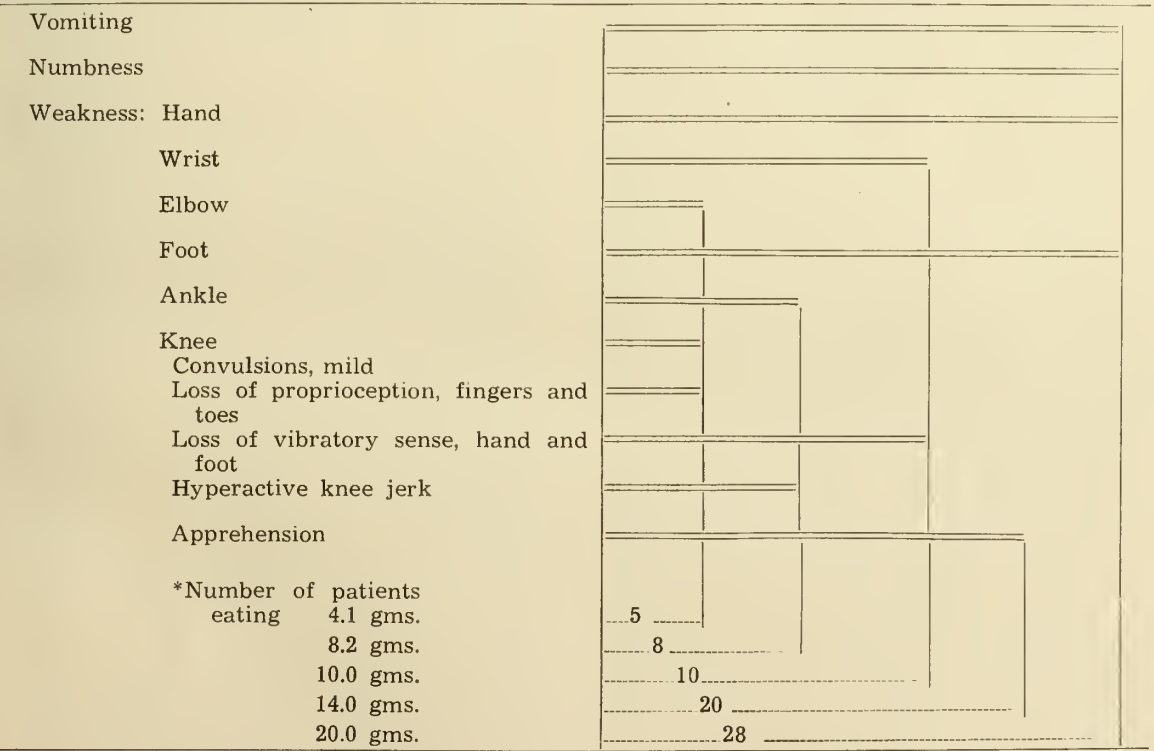 Vomiting
Numbness
Weakness: Hand
Wrist
Elbow
Foot
Ankle
Knee
Convulsions, mild
Loss of proprioception, fingers and
toes
Loss of vibratory sense, hand and
foot
Hyperactive knee jerk
Apprehension
*Number of patients
eating 4.1 gms. 5
8.2 gms. 8
10.0 gms. 10
14.0 gms. 20
20.0 gms. 28